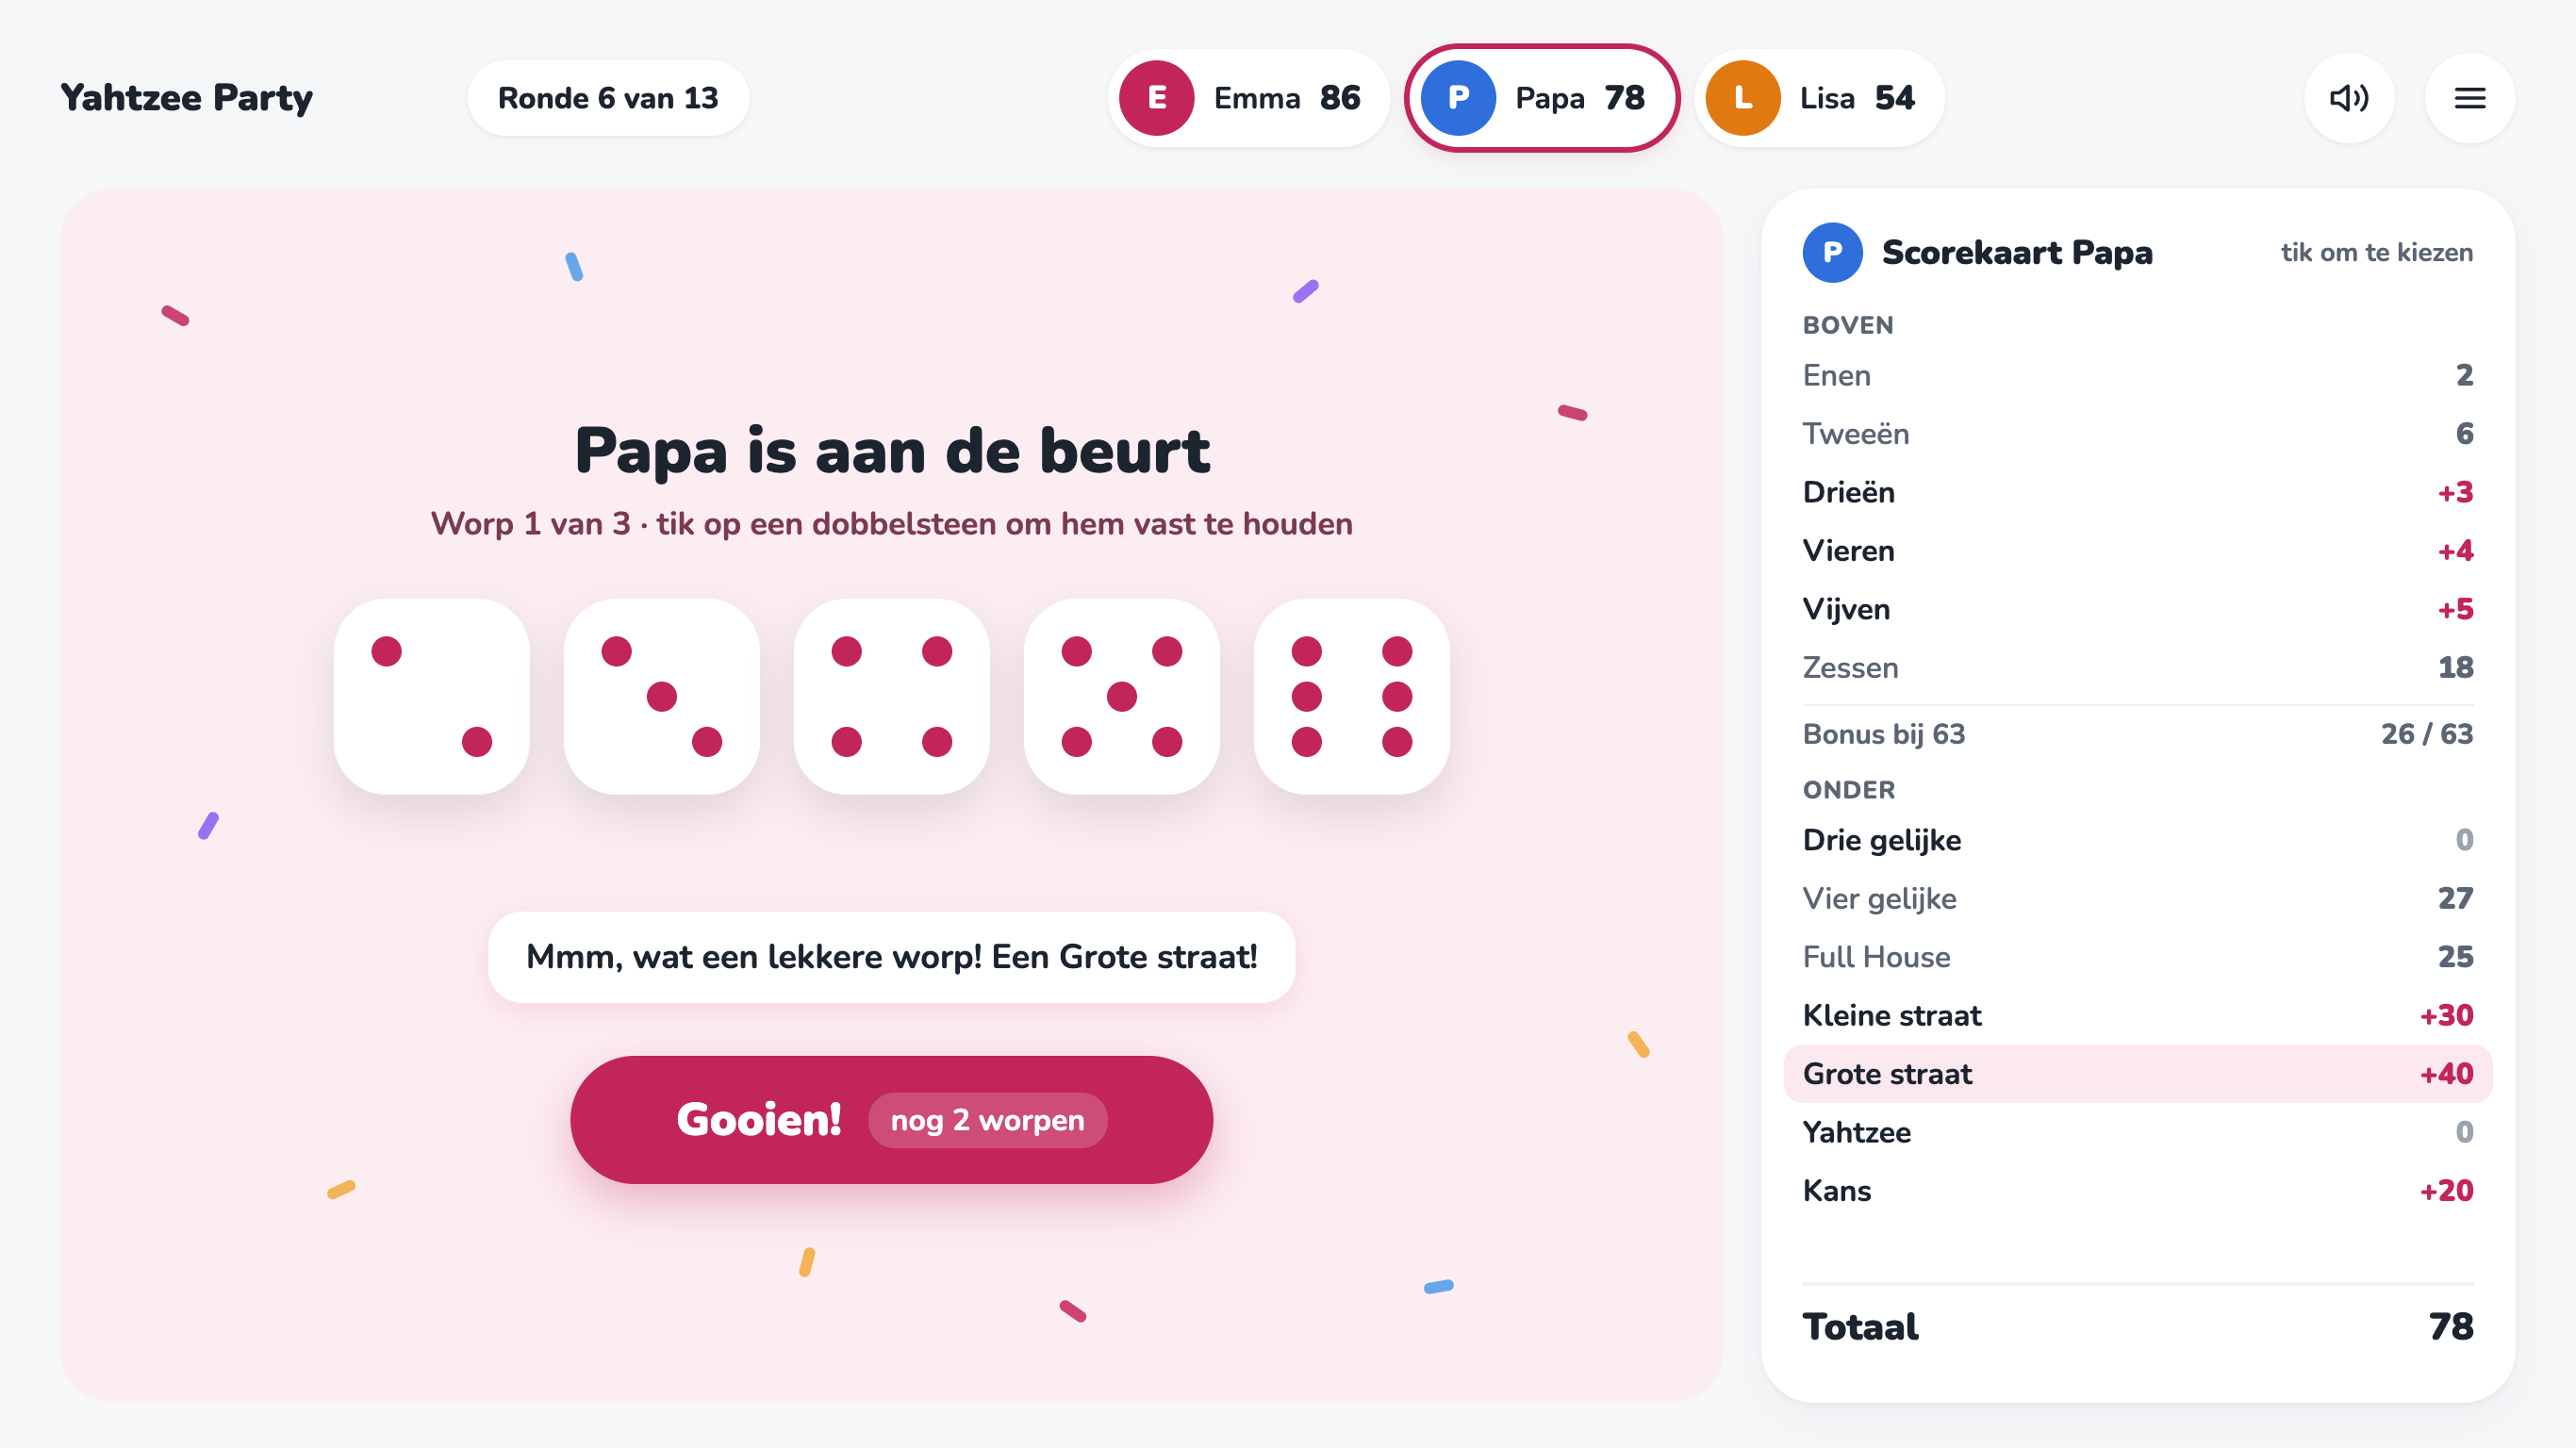 Yahtzee Party
Ronde 6 van 13
E Emma 86
P Papa 78
L Lisa 54
Papa is aan de beurt
Worp 1 van 3 · tik op een dobbelsteen om hem vast te houden
Mmm, wat een lekkere worp! Een Grote straat!
Gooien! nog 2 worpen
P Scorekaart Papa tik om te kiezen
BOVEN
Enen 2
Tweeën 6
Drieën +3
Vieren +4
Vijven +5
Zessen 18
Bonus bij 63 26 / 63
ONDER
Drie gelijke 0
Vier gelijke 27
Full House 25
Kleine straat +30
Grote straat +40
Yahtzee 0
Kans +20
Totaal 78